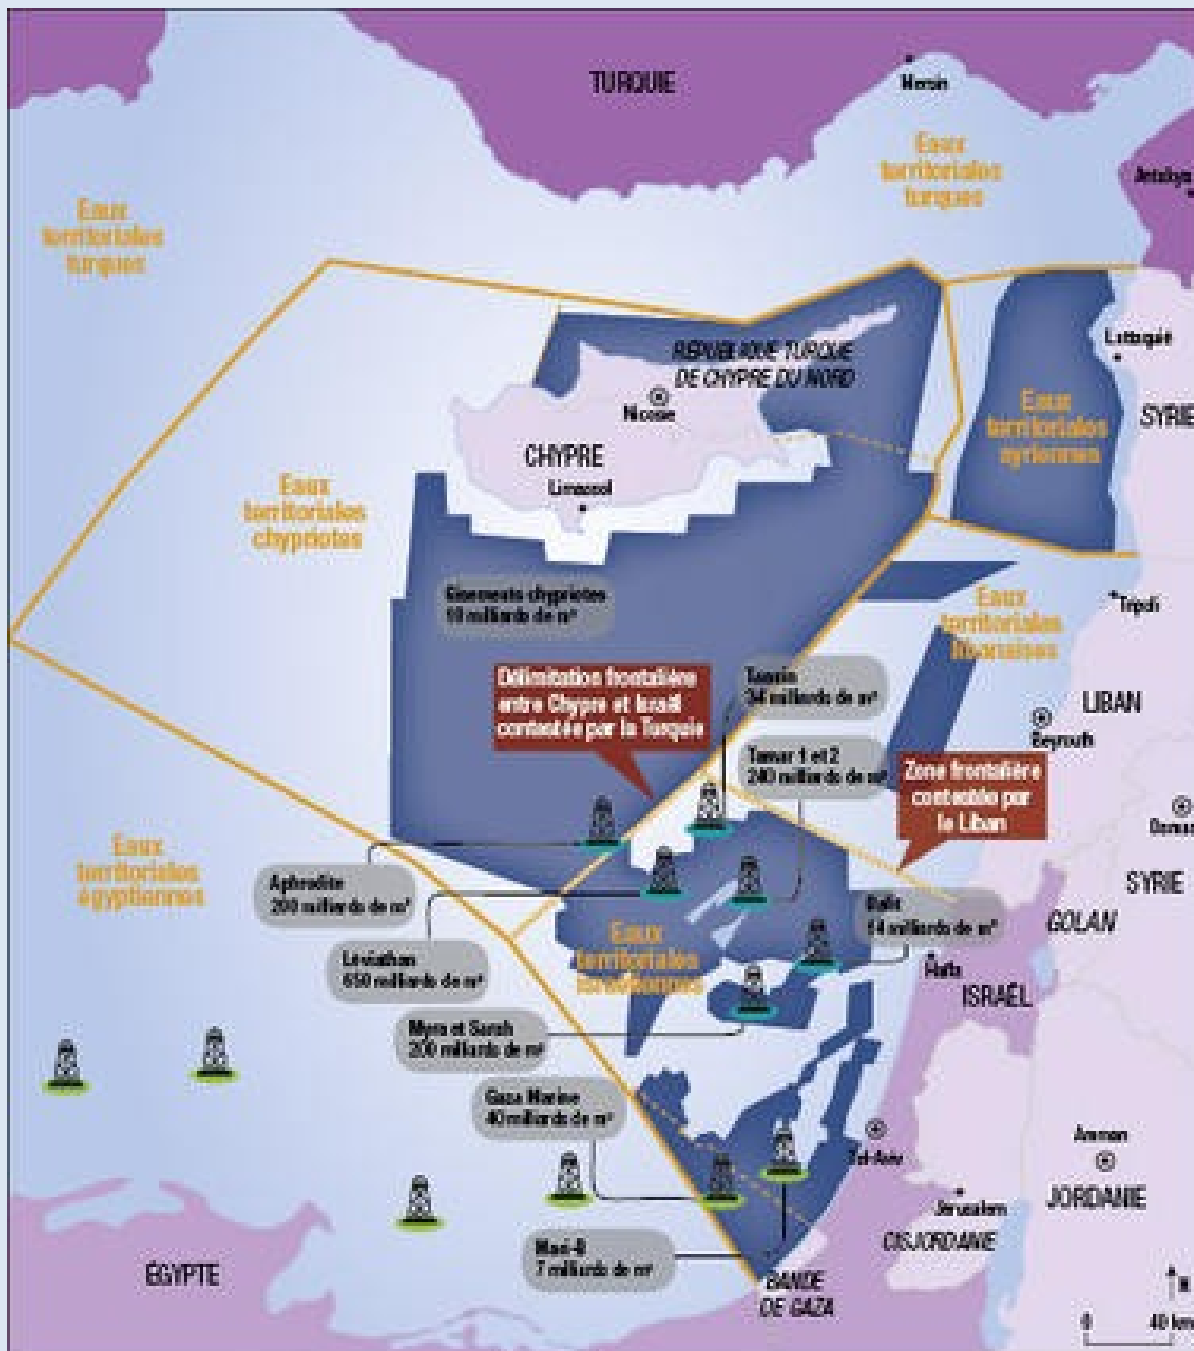 TURQUIE
Mersin
Eaux
territoriales
turques
Antakya
Eaux
territoriales
turques
RÉPUBLIQUE TURQUE
DE CHYPRE DU NORD
Lattaquié
Nicosie
Eaux
territoriales
syriennes
SYRIE
CHYPRE
Limassol
Eaux
territoriales
chypriotes
Gisements chypriotes
Eaux
territoriales
libanaises
Tripoli
Délimitation frontalière
entre Chypre et Israël
contestée par la Turquie
34 milliards de m³
LIBAN
Beyrouth
Tamar 1 et 2
240 milliards de m³
Zone frontalière
contestée par
le Liban
Eaux
territoriales
égyptiennes
Aphrodite
200 milliards de m³
SYRIE
GOLAN
milliards de m³
Eaux
territoriales
israéliennes
Léviathan
650 milliards de m³
Haïfa
ISRAËL
Myra et Sarah
200 milliards de m³
Gaza Marine
40 milliards de m³
Tel-Aviv
Amman
JORDANIE
Jérusalem
CISJORDANIE
Mari-B
7 milliards de m³
ÉGYPTE
BANDE
DE GAZA
N
0 40 km